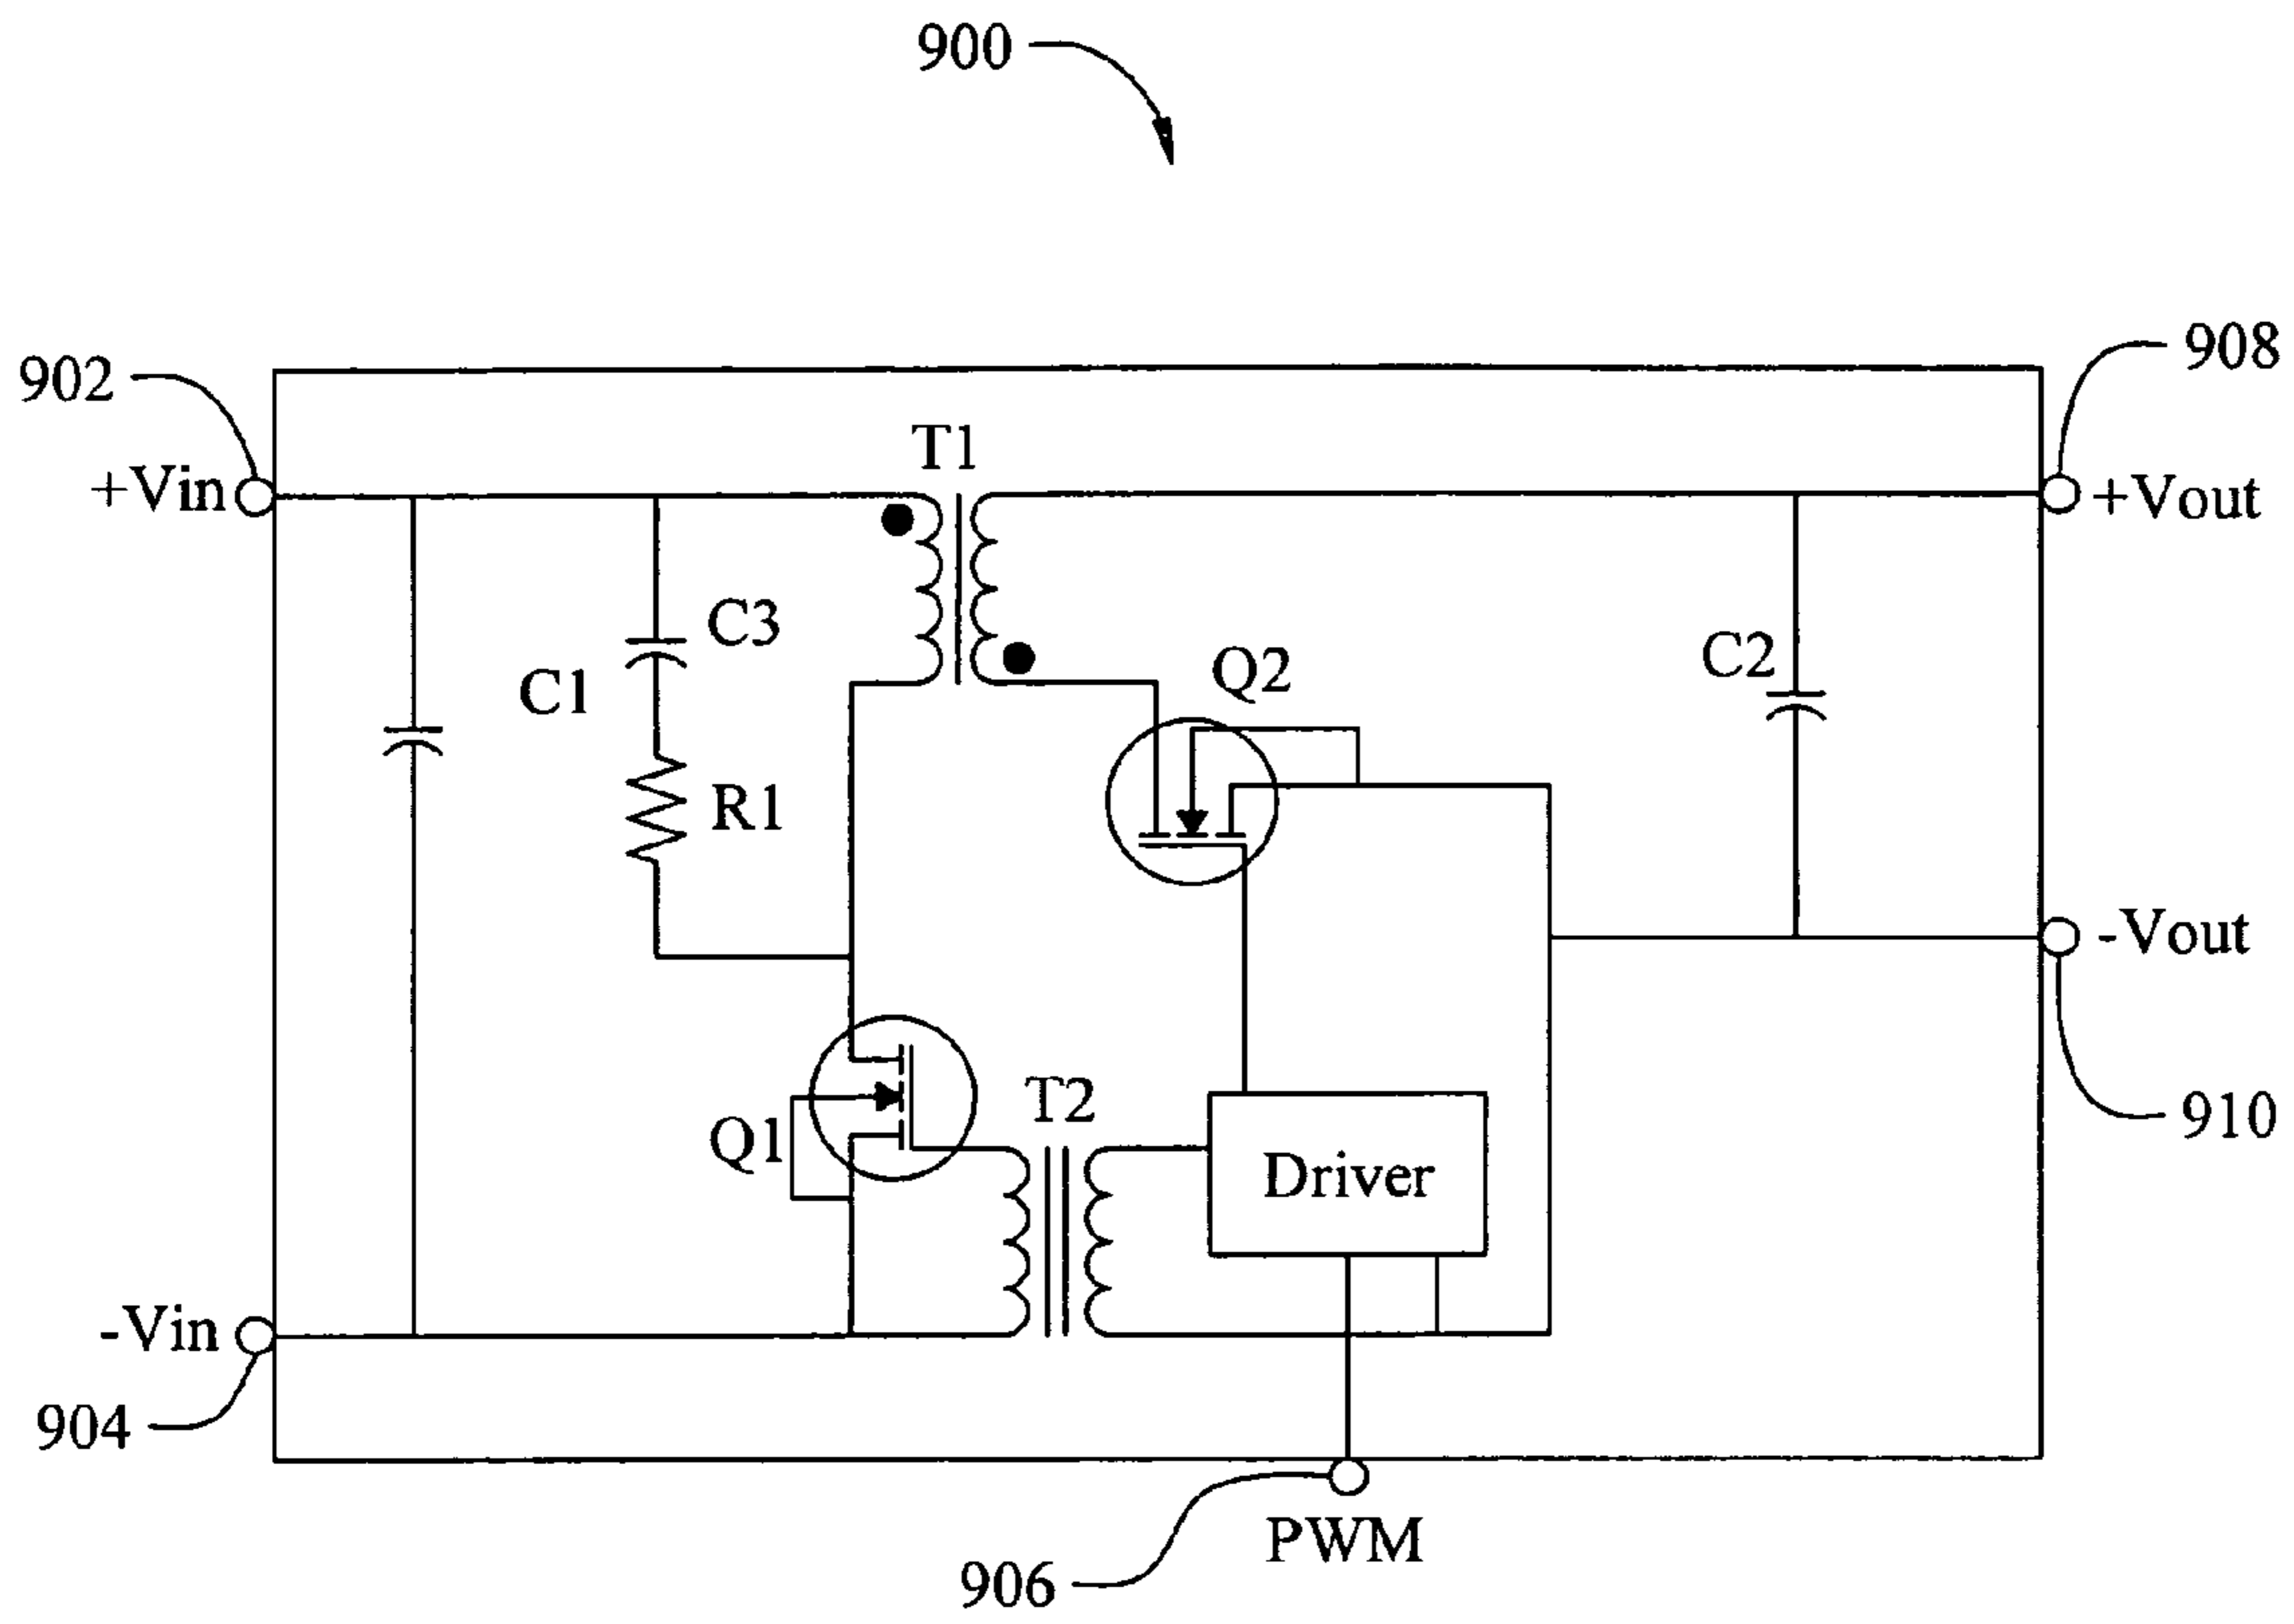 900
902
908
T1
+Vin
+Vout
C3
C1
Q2
C2
R1
-Vout
T2
Q1
910
Driver
-Vin
904
PWM
906